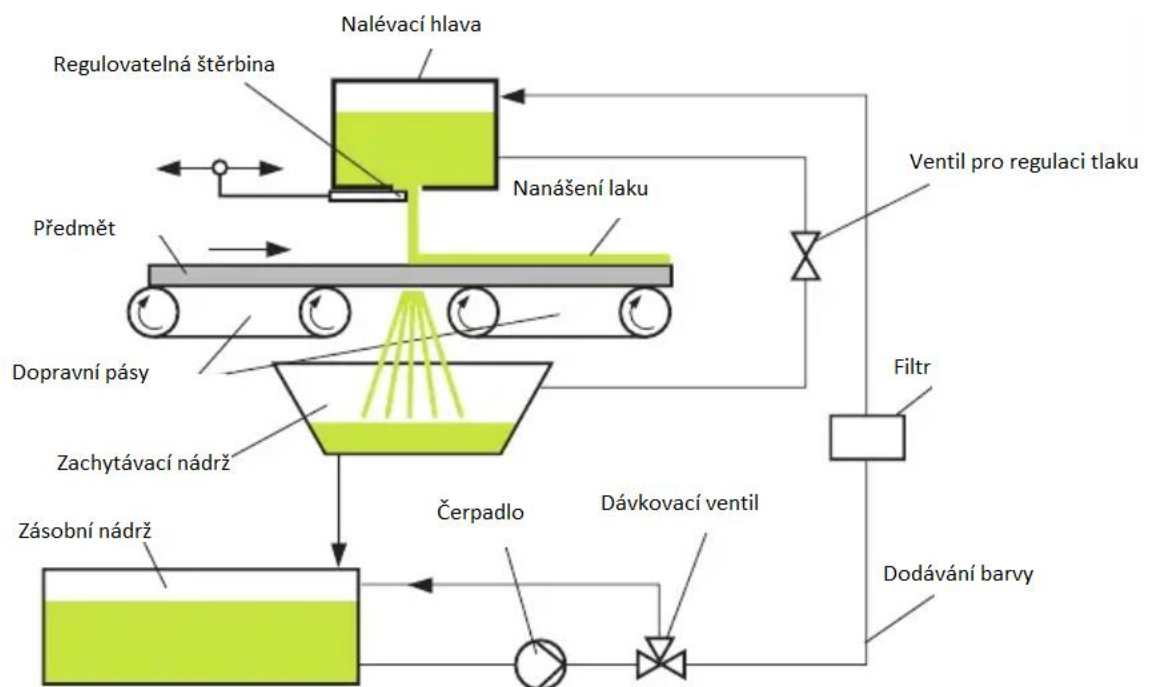 Nalévací hlava
Regulovatelná štěrbina
Ventil pro regulaci tlaku
Nanášení laku
Předmět
Dopravní pásy
Filtr
Zachytávací nádrž
Čerpadlo
Dávkovací ventil
Zásobní nádrž
Dodávání barvy